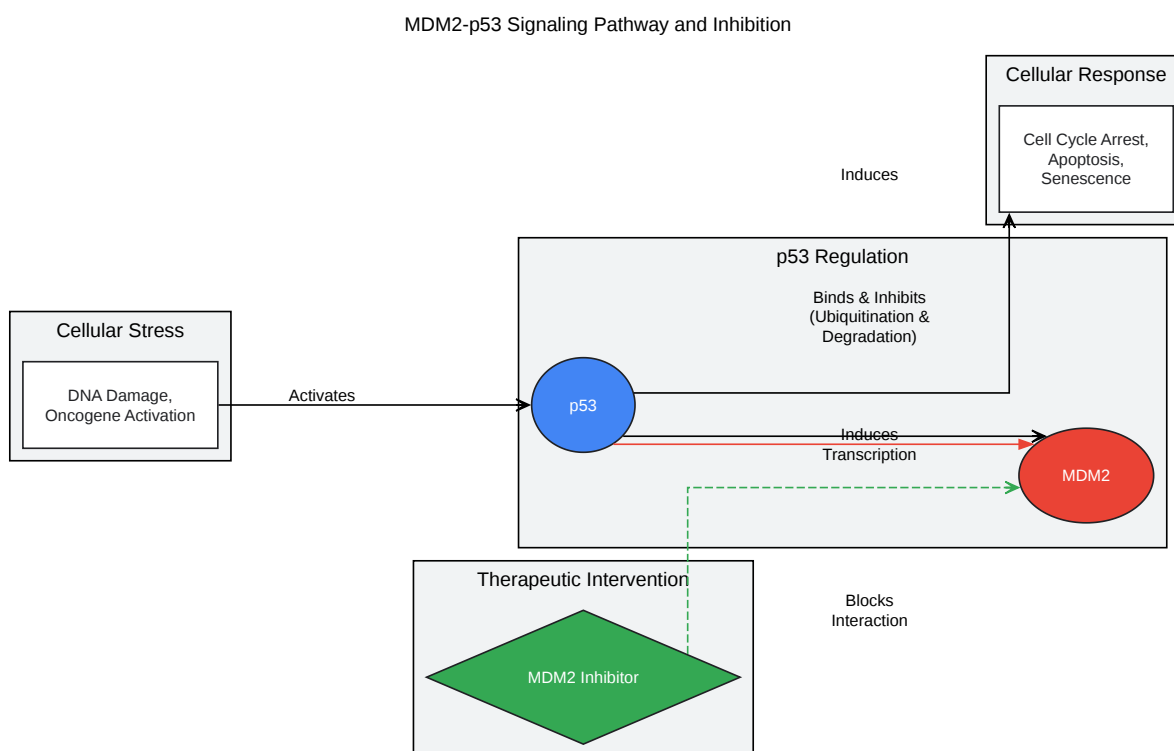 MDM2-p53 Signaling Pathway and Inhibition
Cellular Response
Cell Cycle Arrest,
Apoptosis,
Senescence
Induces
p53 Regulation
Binds & Inhibits
(Ubiquitination &
Degradation)
Cellular Stress
DNA Damage,
Oncogene Activation
Activates
p53
Induces
Transcription
MDM2
Therapeutic Intervention
Blocks
Interaction
MDM2 Inhibitor